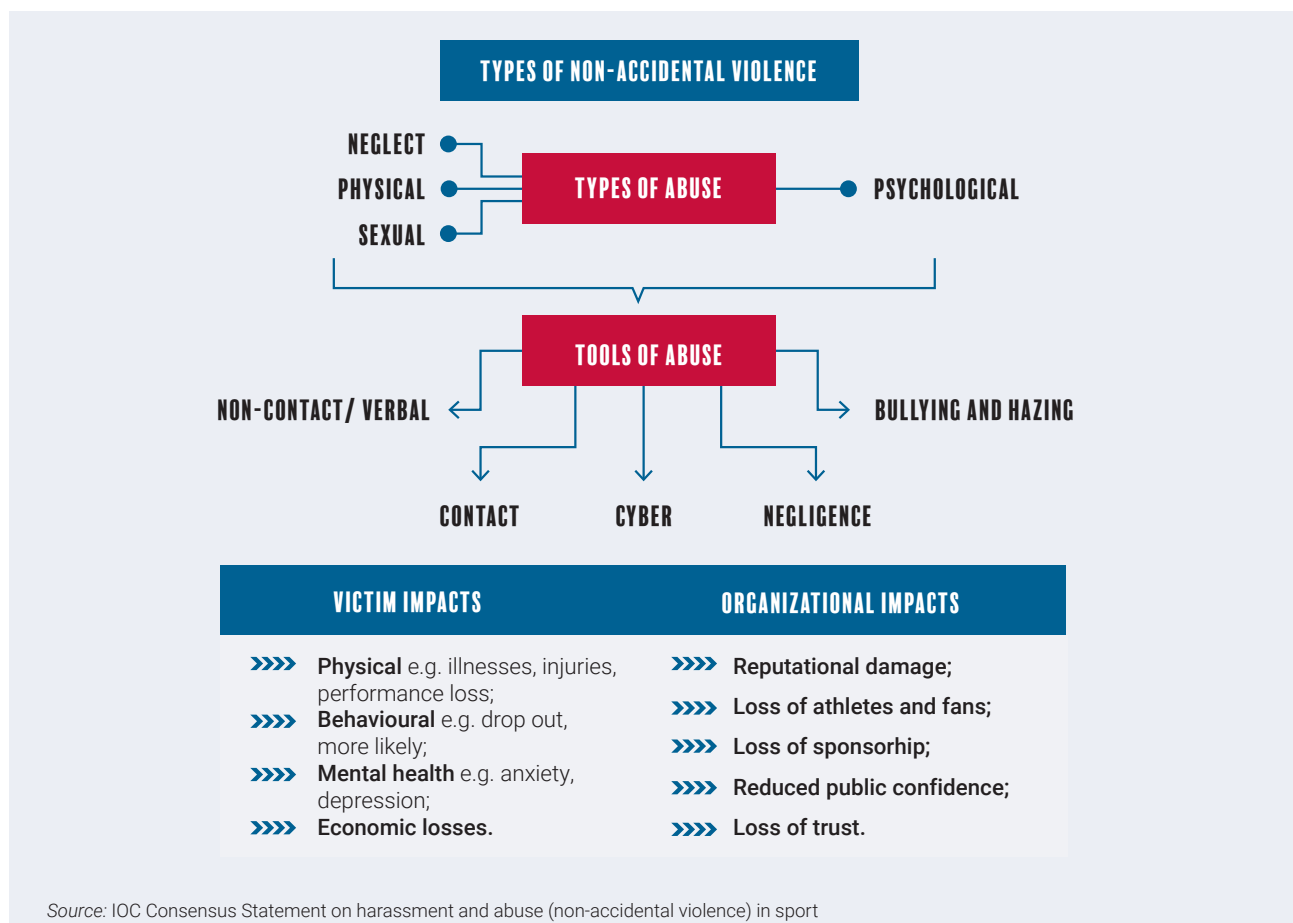 TYPES OF NON-ACCIDENTAL VIOLENCE
NEGLECT
PHYSICAL
SEXUAL
TYPES OF ABUSE
PSYCHOLOGICAL
TOOLS OF ABUSE
NON-CONTACT/ VERBAL
BULLYING AND HAZING
CONTACT
CYBER
NEGLIGENCE
VICTIM IMPACTS
Physical e.g. illnesses, injuries,
performance loss;
Behavioural e.g. drop out,
more likely;
Mental health e.g. anxiety,
depression;
Economic losses.
ORGANIZATIONAL IMPACTS
Reputational damage;
Loss of athletes and fans;
Loss of sponsorhip;
Reduced public confidence;
Loss of trust.
Source: IOC Consensus Statement on harassment and abuse (non-accidental violence) in sport